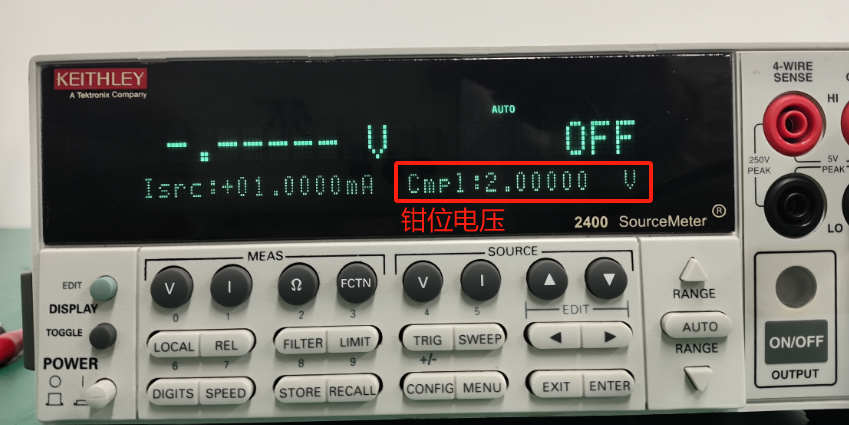 KEITHLEY
A Tektronix Company
AUTO
-.----- V OFF
Isrc:+01.0000mA Cmpl:2.00000 V
钳位电压
2400 SourceMeter®
4-WIRE
SENSE
HI
250V
PEAK
5V
PEAK
LO
MEAS
SOURCE
EDIT
DISPLAY
TOGGLE
POWER
V I Ω FCTN V I ▲ ▼
0 1 2 3 4 5 EDIT
LOCAL REL FILTER LIMIT TRIG SWEEP ◀ ▶
6 7 8 9 +/-
DIGITS SPEED STORE RECALL CONFIG MENU EXIT ENTER
RANGE
AUTO
RANGE
ON/OFF
OUTPUT